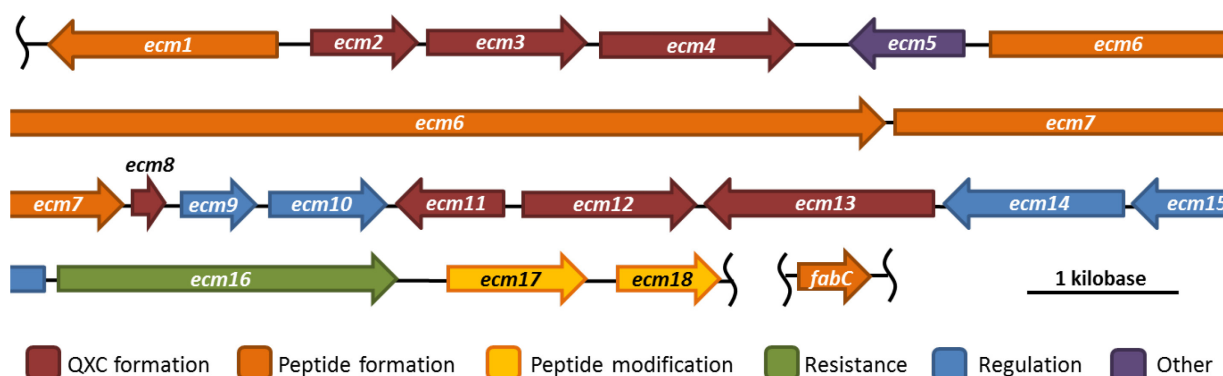 ecm1 ecm2 ecm3 ecm4 ecm5 ecm6
ecm6 ecm7
ecm8
ecm7 ecm9 ecm10 ecm11 ecm12 ecm13 ecm14 ecm15
ecm16 ecm17 ecm18 fabC 1 kilobase
QXC formation Peptide formation Peptide modification Resistance Regulation Other